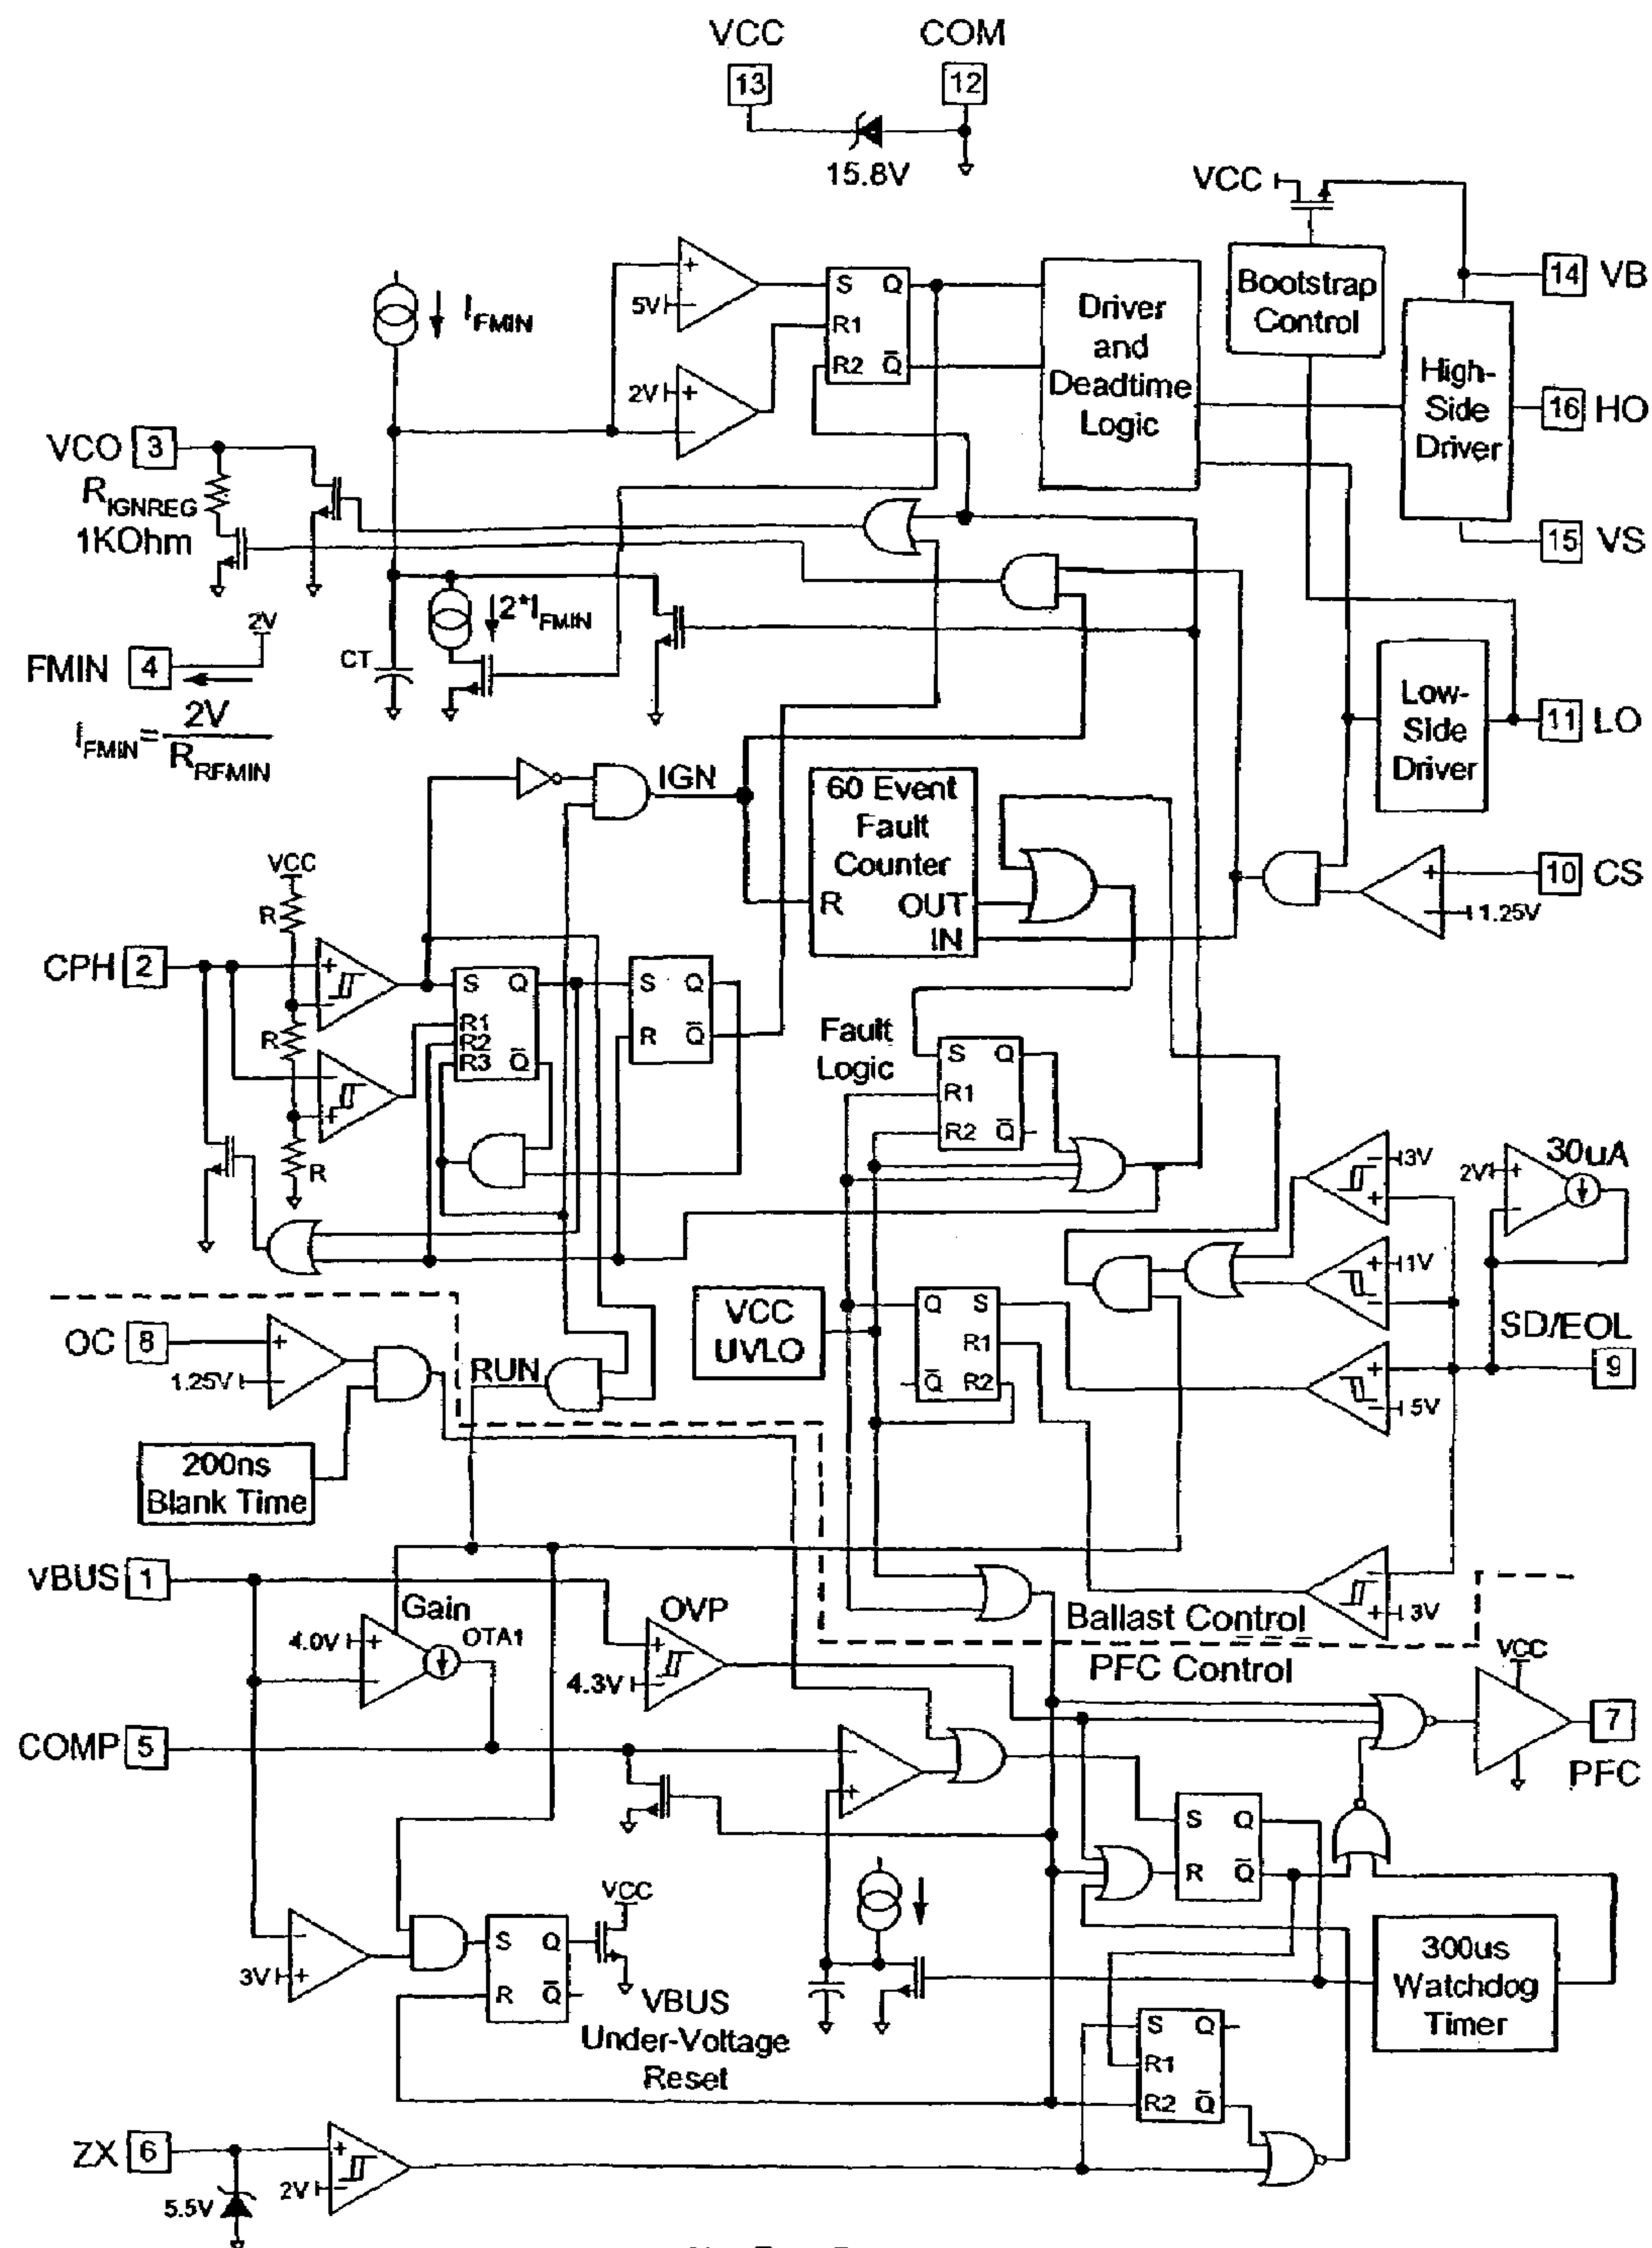 VCC COM
13 12
15.8V
VCC
Bootstrap
Control
14 VB
I FMIN
+
5V -
S Q
R1
R2 Q̅
2V +
-
Driver
and
Deadtime
Logic
High-
Side
Driver
16 HO
15 VS
VCO 3
R IGNREG
1KOhm
2*I FMIN
2V
FMIN 4
CT
I FMIN = 2V / R RFMIN
Low-
Side
Driver
11 LO
IGN
60 Event
Fault
Counter
R OUT
IN
+
- 1.25V
10 CS
VCC
R
CPH 2
+
-
R
-
+
R
S Q
R1
R2
R3 Q̅
S Q
R Q̅
Fault
Logic
S Q
R1
R2 Q̅
- 3V
+
2V +
-
30uA
+ 1V
-
VCC
UVLO
Q S
R1
Q̅ R2
SD/EOL
9
+
- 5V
OC 8
+
1.25V -
RUN
200ns
Blank Time
VBUS 1
Gain
4.0V +
-
OTA1
OVP
+
4.3V -
-
+ 3V
Ballast Control
PFC Control
VCC
7
PFC
COMP 5
-
+
S Q
R Q̅
-
3V +
S Q
R Q̅
VCC
VBUS
Under-Voltage
Reset
300us
Watchdog
Timer
S Q
R1
R2 Q̅
ZX 6
+
2V -
5.5V